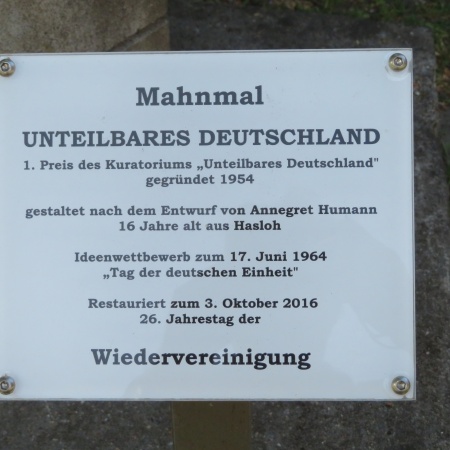 Mahnmal
UNTEILBARES DEUTSCHLAND
1. Preis des Kuratoriums „Unteilbares Deutschland"
gegründet 1954
gestaltet nach dem Entwurf von Annegret Humann
16 Jahre alt aus Hasloh
Ideenwettbewerb zum 17. Juni 1964
„Tag der deutschen Einheit"
Restauriert zum 3. Oktober 2016
26. Jahrestag der
Wiedervereinigung